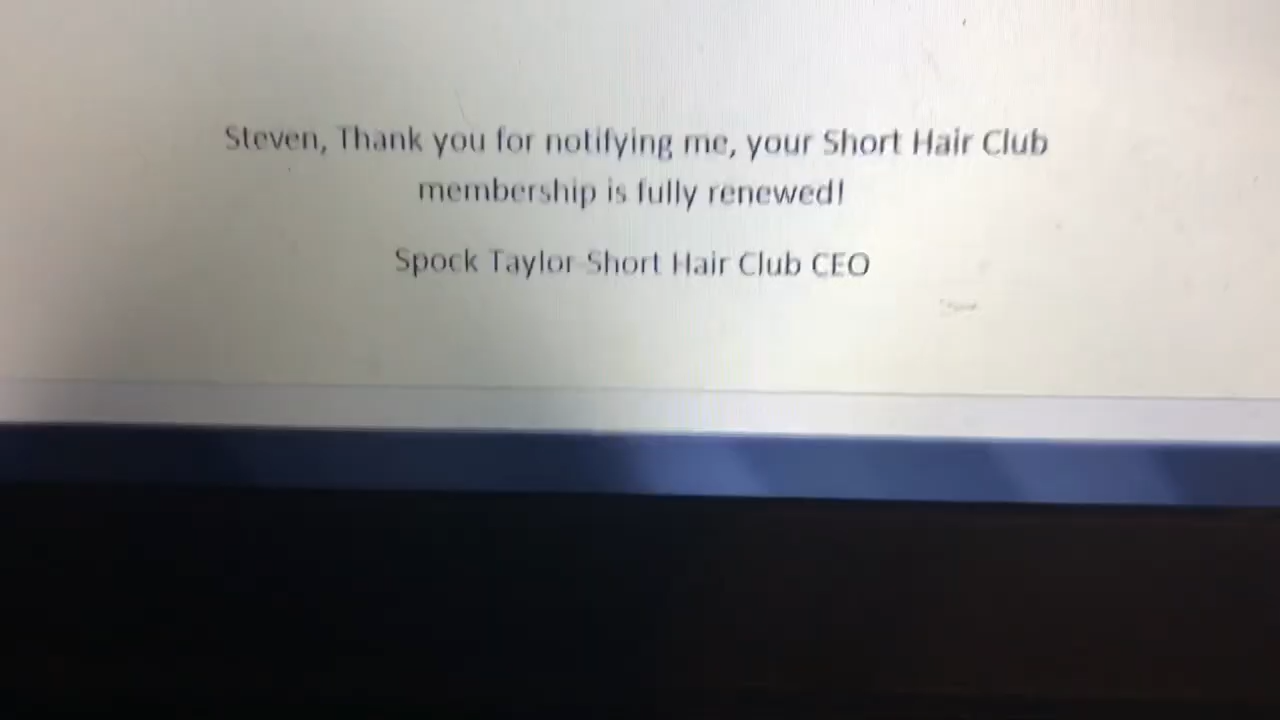 Steven, Thank you for notifying me, your Short Hair Club
membership is fully renewed!
Spock Taylor Short Hair Club CEO